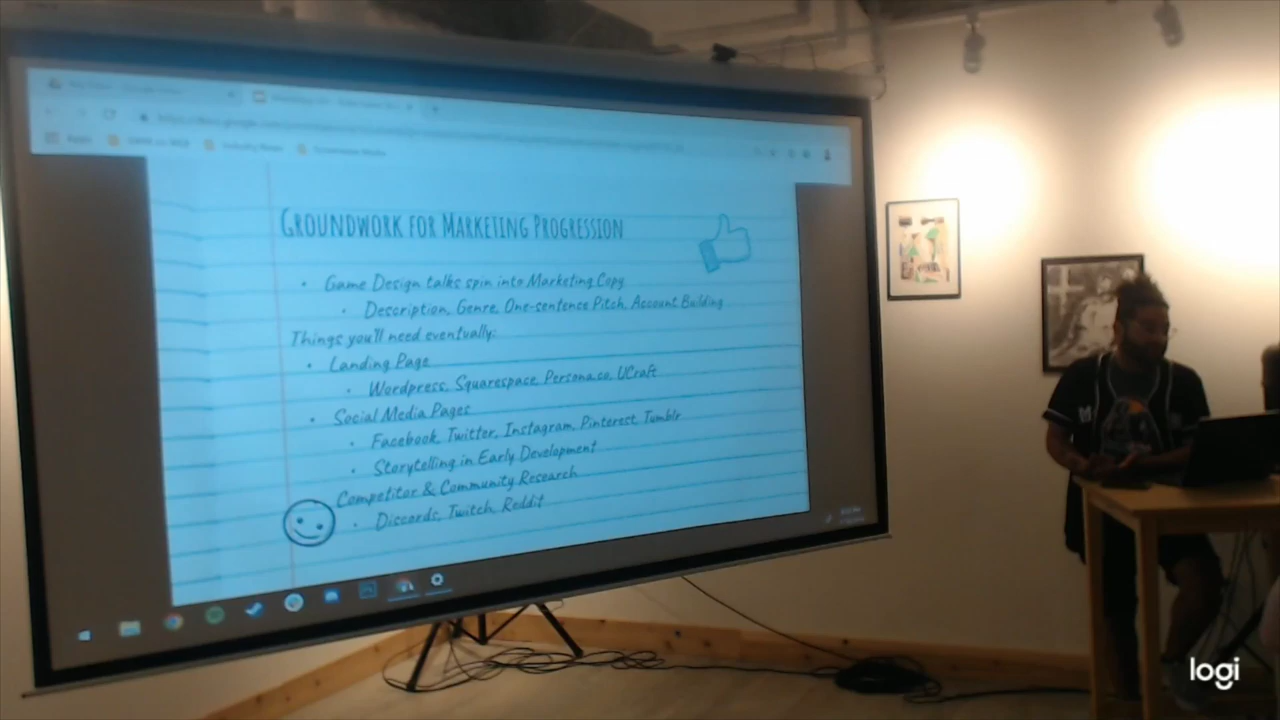 Groundwork for Marketing Progression
Game Design talks spin into Marketing Copy
Description, Genre, One-sentence Pitch, Account Building
Things you'll need eventually:
Landing Page
Wordpress, Squarespace, Persona.co, UCraft
Social Media Pages
Facebook, Twitter, Instagram, Pinterest, Tumblr
Storytelling in Early Development
Competitor & Community Research
Discords, Twitch, Reddit
logi